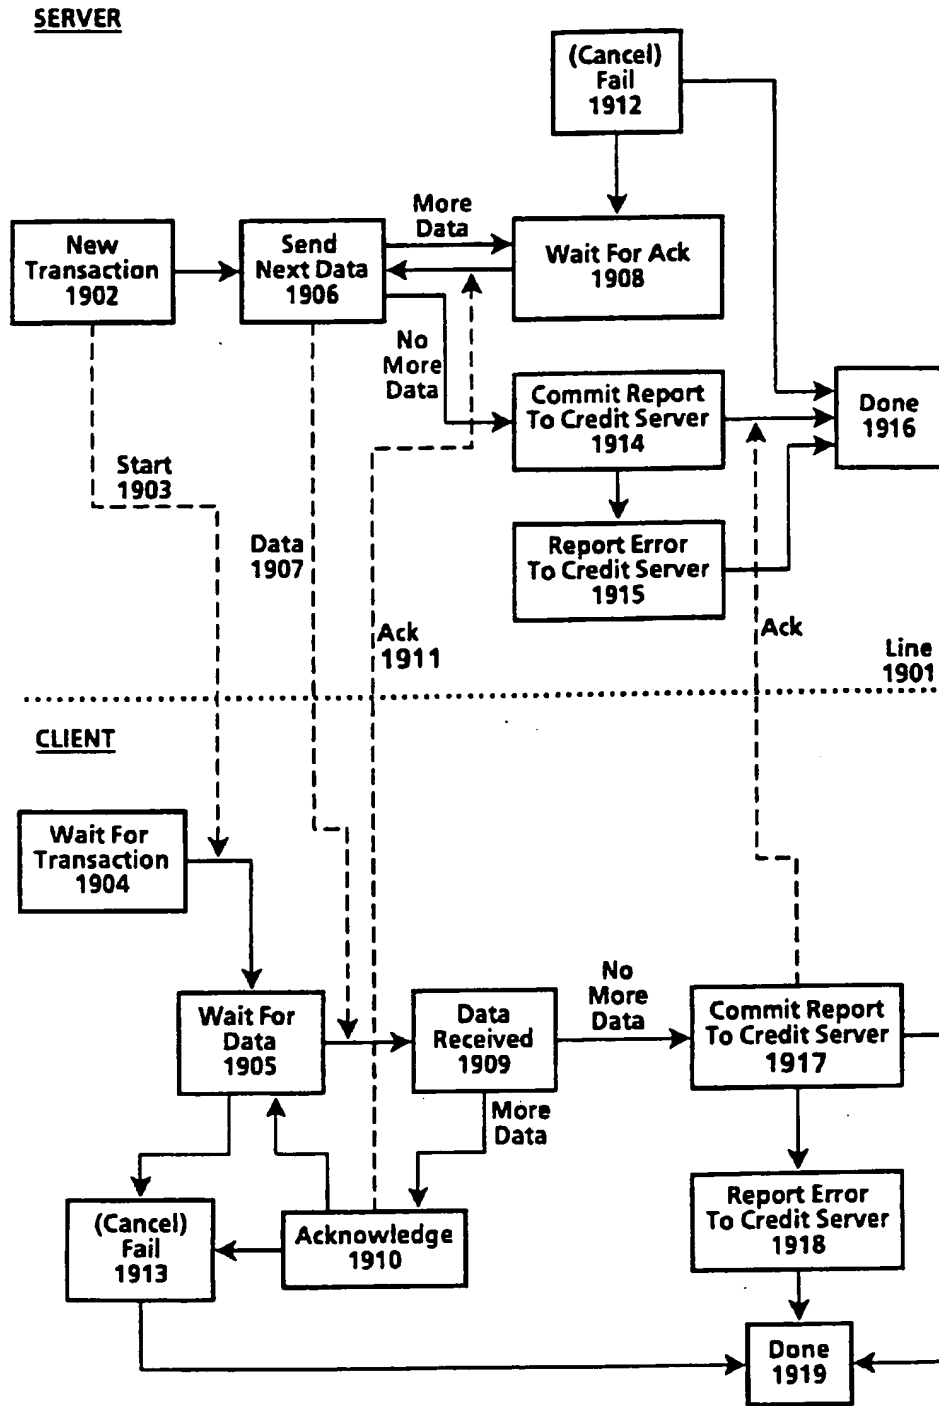 SERVER
(Cancel)
Fail
1912
More
Data
New
Transaction
1902
Send
Next Data
1906
Wait For Ack
1908
No
More
Data
Commit Report
To Credit Server
1914
Done
1916
Start
1903
Data
1907
Report Error
To Credit Server
1915
Ack
1911
Ack
Line
1901
CLIENT
Wait For
Transaction
1904
Wait For
Data
1905
Data
Received
1909
No
More
Data
Commit Report
To Credit Server
1917
More
Data
(Cancel)
Fail
1913
Acknowledge
1910
Report Error
To Credit Server
1918
Done
1919